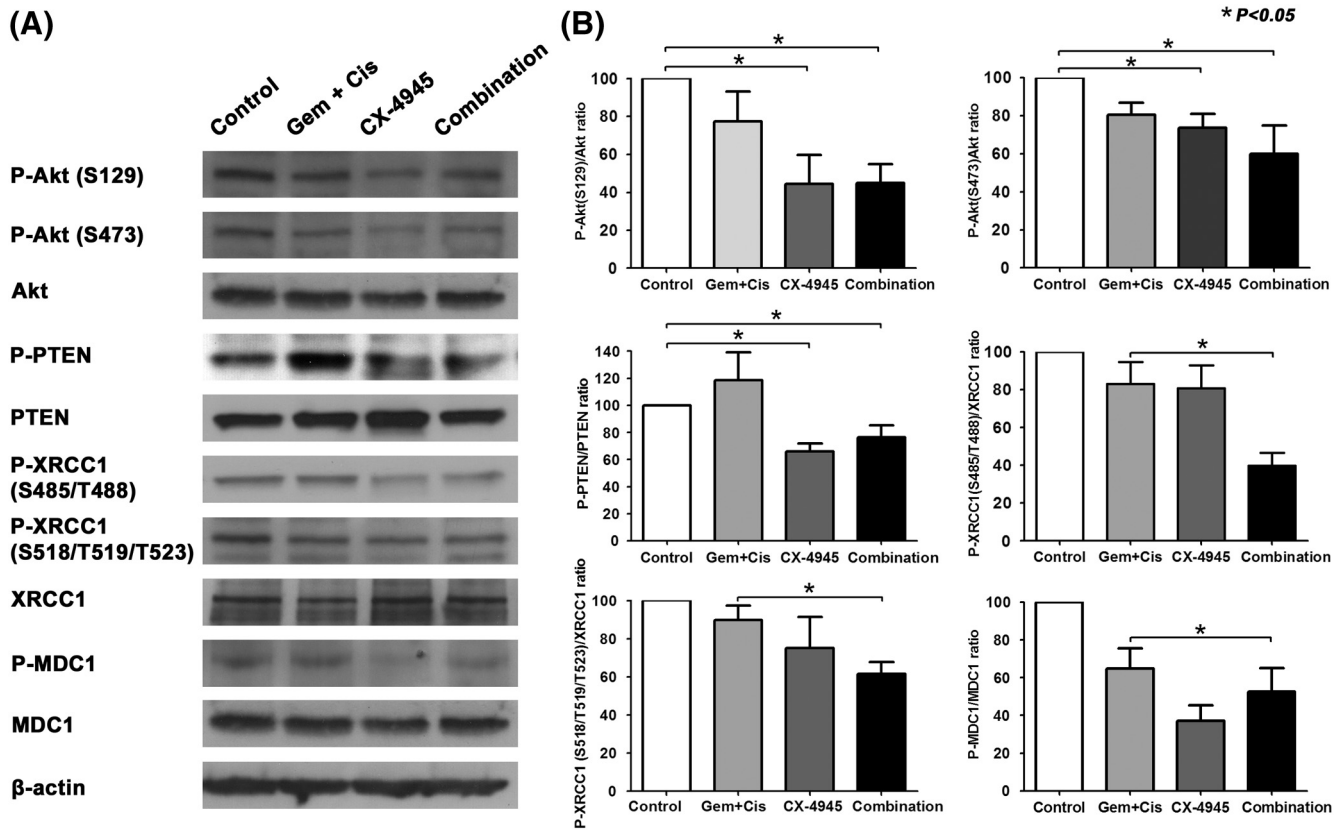 (A)
Control
Gem + Cis
CX-4945
Combination
P-Akt (S129)
P-Akt (S473)
Akt
P-PTEN
PTEN
P-XRCC1
(S485/T488)
P-XRCC1
(S518/T519/T523)
XRCC1
P-MDC1
MDC1
β-actin
(B)
* P<0.05
P-Akt(S129)/Akt ratio
100
80
60
40
20
0
* 
*
Control Gem+Cis CX-4945 Combination
P-Akt(S473)Akt ratio
100
80
60
40
20
0
*
*
Control Gem+Cis CX-4945 Combination
P-PTEN/PTEN ratio
140
120
100
80
60
40
20
0
*
*
Control Gem+Cis CX-4945 Combination
P-XRCC1(S485/T488)/XRCC1 ratio
100
80
60
40
20
0
*
Control Gem+Cis CX-4945 Combination
P-XRCC1 (S518/T519/T523)/XRCC1 ratio
100
80
60
40
20
0
*
Control Gem+Cis CX-4945 Combination
P-MDC1/MDC1 ratio
100
80
60
40
20
0
*
Control Gem+Cis CX-4945 Combination